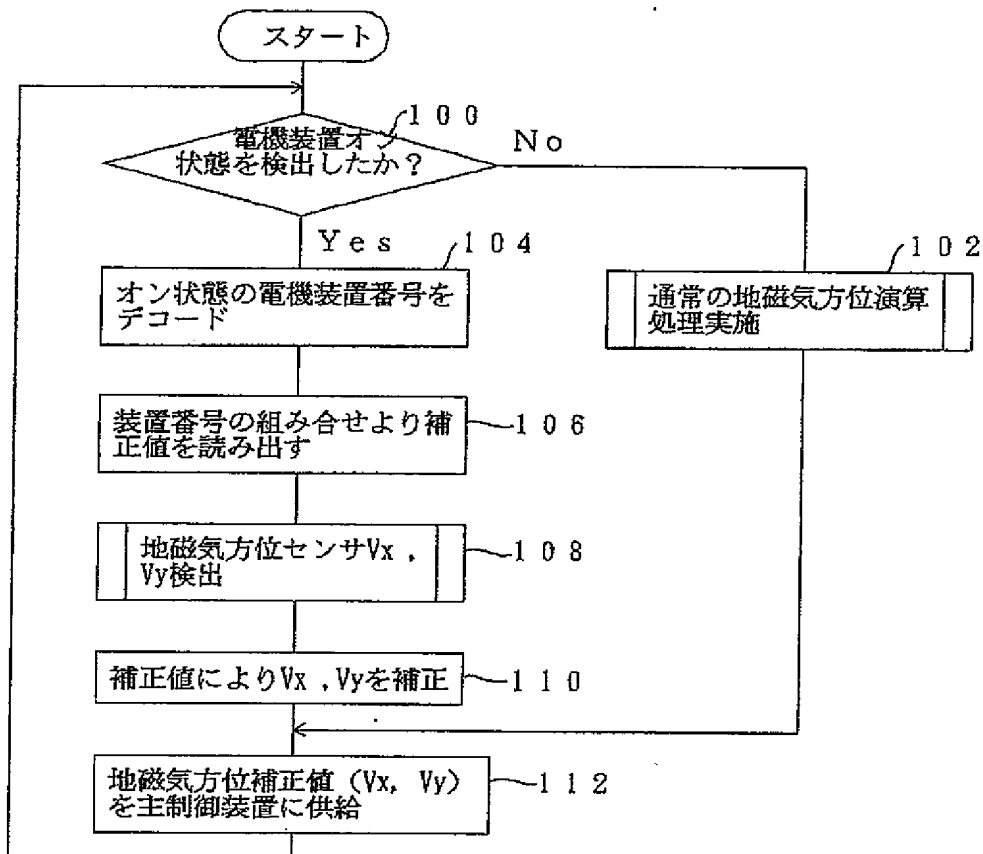 スタート
100
電機装置オン
状態を検出したか？
No
Yes
104
オン状態の電機装置番号を
デコード
102
通常の地磁気方位演算
処理実施
装置番号の組み合せより補
正値を読み出す
106
地磁気方位センサVx，
Vy検出
108
補正値によりVx，Vyを補正
110
地磁気方位補正値（Vx, Vy）
を主制御装置に供給
112